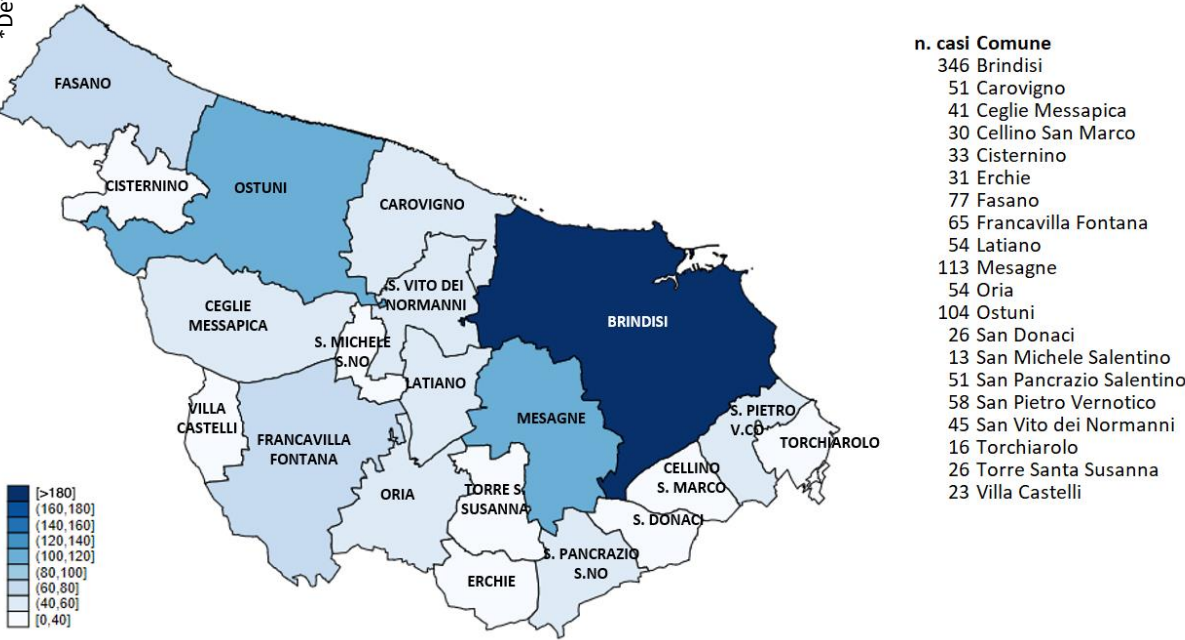 *De
FASANO
CISTERNINO
OSTUNI
CAROVIGNO
S. VITO DEI
NORMANNI
CEGLIE
MESSAPICA
S. MICHELE
S.NO
BRINDISI
LATIANO
VILLA
CASTELLI
FRANCAVILLA
FONTANA
MESAGNE
S. PIETRO
V.CO
TORCHIAROLO
CELLINO
S. MARCO
ORIA
TORRE S.
SUSANNA
S. DONACI
S. PANCRAZIO
S.NO
ERCHIE
[>180]
(160,180]
(140,160]
(120,140]
(100,120]
(80,100]
(60,80]
(40,60]
[0,40]
n. casi Comune
346 Brindisi
51 Carovigno
41 Ceglie Messapica
30 Cellino San Marco
33 Cisternino
31 Erchie
77 Fasano
65 Francavilla Fontana
54 Latiano
113 Mesagne
54 Oria
104 Ostuni
26 San Donaci
13 San Michele Salentino
51 San Pancrazio Salentino
58 San Pietro Vernotico
45 San Vito dei Normanni
16 Torchiarolo
26 Torre Santa Susanna
23 Villa Castelli